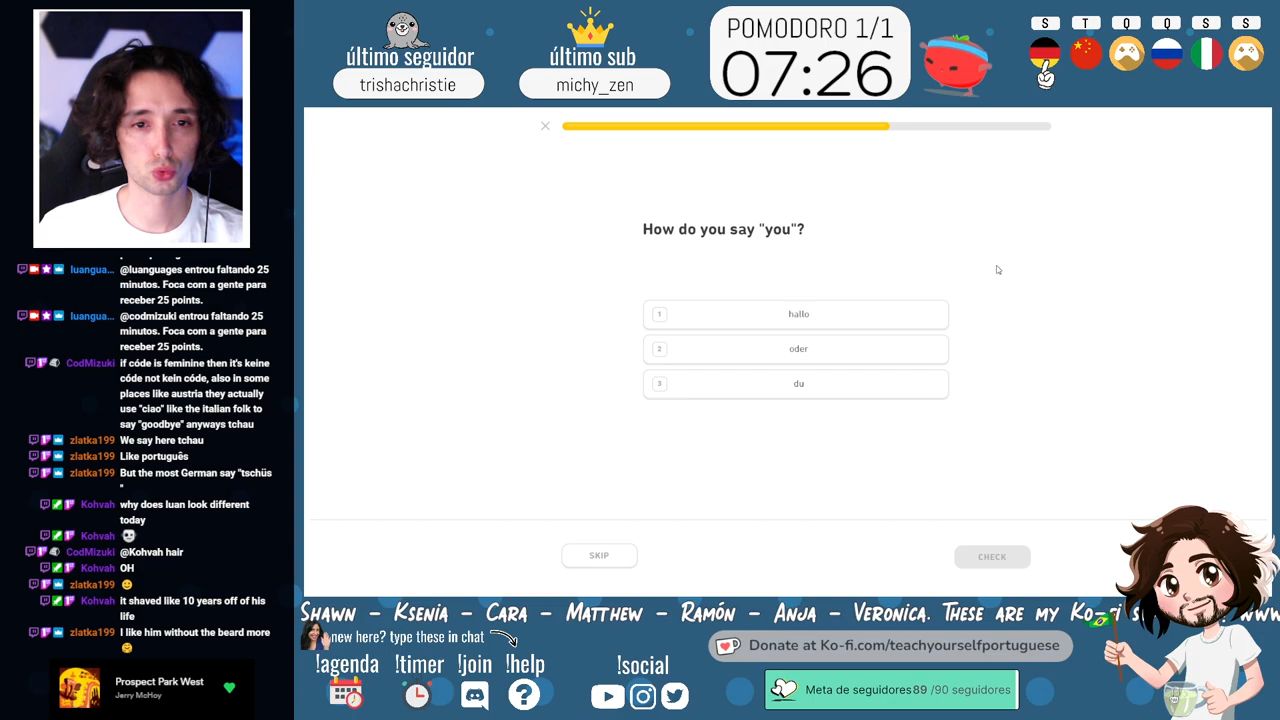 último seguidor
trishachristie
último sub
michy_zen
POMODORO 1/1
07:26
S T Q Q S S
How do you say "you"?
1 hallo
2 oder
3 du
SKIP
CHECK
luangua... @luanguages entrou faltando 25
minutos. Foca com a gente para
receber 25 points.
luangua... @codmizuki entrou faltando 25
minutos. Foca com a gente para
receber 25 points.
CodMizuki if códe is feminine then it's keine
códe not kein códe, also in some
places like austria they actually
use "ciao" like the italian folk to
say "goodbye" anyways tchau
zlatka199 We say here tchau
zlatka199 Like português
zlatka199 But the most German say "tschüs
"
Kohvah why does luan look different
today
Kohvah
CodMizuki @Kohvah hair
Kohvah OH
zlatka199
Kohvah it shaved like 10 years off of his
life
zlatka199 I like him without the beard more
Prospect Park West
Jerry McHoy
Shawn - Ksenia - Cara - Matthew - Ramón - Anja - Veronica. These are my Ko-fi
new here? type these in chat
!agenda !timer !join !help !social
Donate at Ko-fi.com/teachyourselfportuguese
Meta de seguidores 89 /90 seguidores